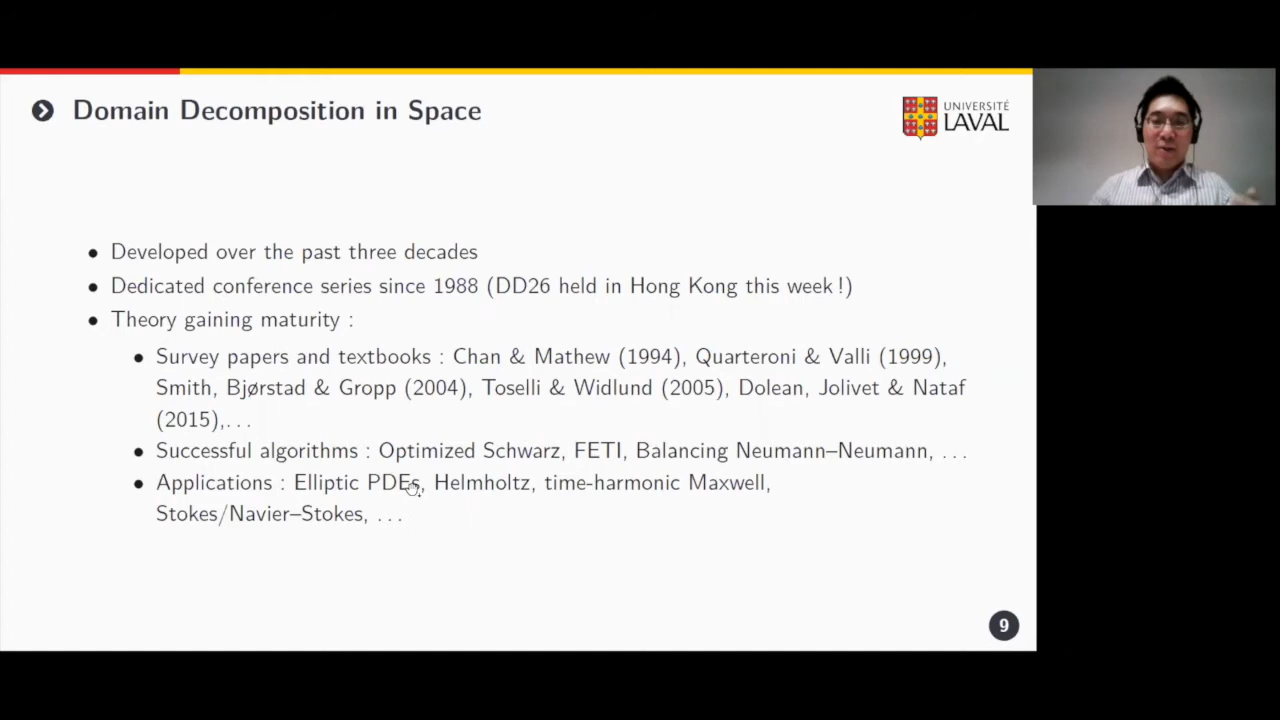 Domain Decomposition in Space
UNIVERSITÉ
LAVAL
• Developed over the past three decades
• Dedicated conference series since 1988 (DD26 held in Hong Kong this week !)
• Theory gaining maturity :
• Survey papers and textbooks : Chan & Mathew (1994), Quarteroni & Valli (1999),
Smith, Bjørstad & Gropp (2004), Toselli & Widlund (2005), Dolean, Jolivet & Nataf
(2015),. . .
• Successful algorithms : Optimized Schwarz, FETI, Balancing Neumann–Neumann, . . .
• Applications : Elliptic PDEs, Helmholtz, time-harmonic Maxwell,
Stokes/Navier–Stokes, . . .
9